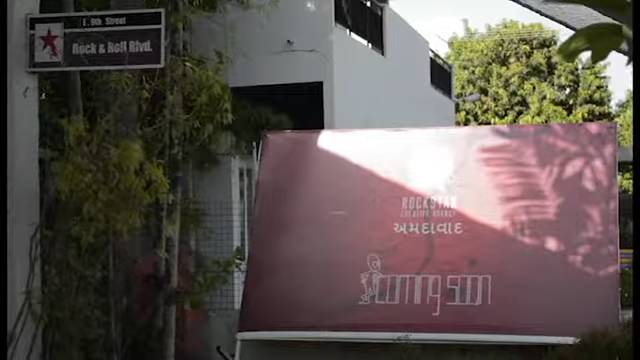 E. 9th Street
Rock & Roll Blvd.
ROCKSTAR
CREATIVE AGENCY
અમદાવાદ
coming soon